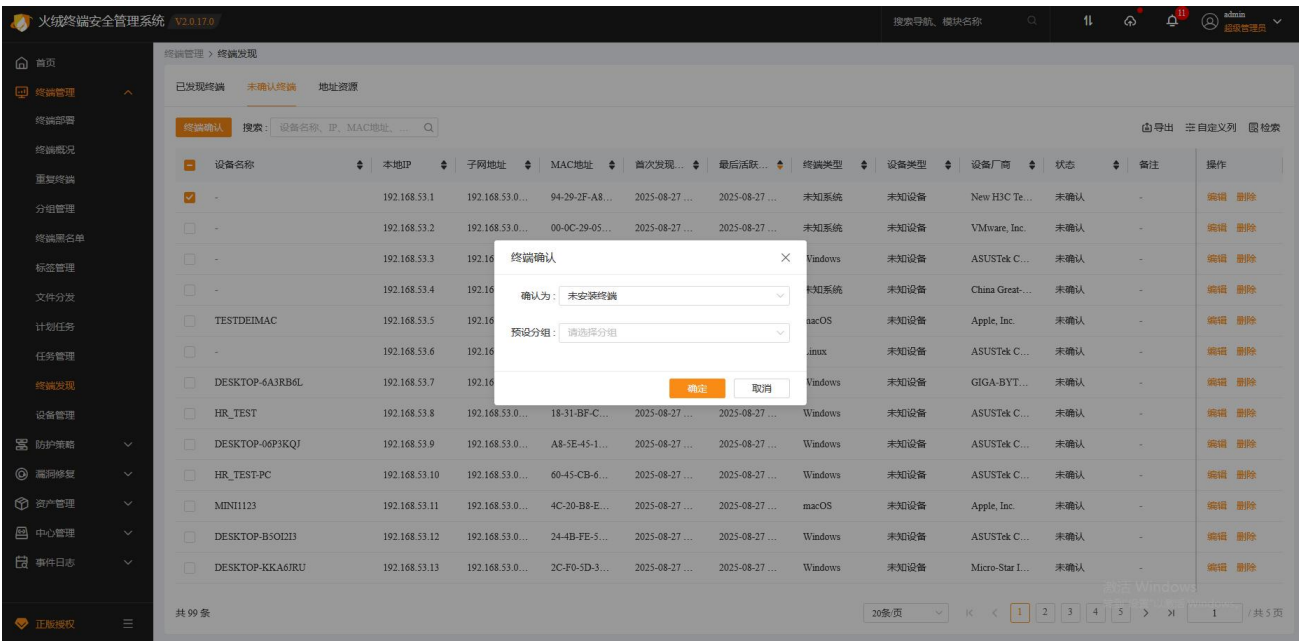 火绒终端安全管理系统 V2.0.17.0 搜索导航、模块名称 11 admin 超级管理员
首页
终端管理
终端部署
终端概况
重复终端
分组管理
终端黑名单
标签管理
文件分发
计划任务
任务管理
终端发现
设备管理
防护策略
漏洞修复
资产管理
中心管理
事件日志
正版授权
终端管理 > 终端发现
已发现终端 未确认终端 地址资源
终端确认 搜索： 设备名称、IP、MAC地址、... 导出 自定义列 检索
设备名称 本地IP 子网地址 MAC地址 首次发现... 最后活跃... 终端类型 设备类型 设备厂商 状态 备注 操作
- 192.168.53.1 192.168.53.0... 94-29-2F-A8... 2025-08-27 ... 2025-08-27 ... 未知系统 未知设备 New H3C Te... 未确认 - 编辑 删除
- 192.168.53.2 192.168.53.0... 00-0C-29-05... 2025-08-27 ... 2025-08-27 ... 未知系统 未知设备 VMware, Inc. 未确认 - 编辑 删除
- 192.168.53.3 192.16 Windows 未知设备 ASUSTek C... 未确认 - 编辑 删除
- 192.168.53.4 192.16 未知系统 未知设备 China Great-... 未确认 - 编辑 删除
TESTDEIMAC 192.168.53.5 192.16 macOS 未知设备 Apple, Inc. 未确认 - 编辑 删除
- 192.168.53.6 192.16 Linux 未知设备 ASUSTek C... 未确认 - 编辑 删除
DESKTOP-6A3RB6L 192.168.53.7 192.16 Windows 未知设备 GIGA-BYT... 未确认 - 编辑 删除
HR_TEST 192.168.53.8 192.168.53.0... 18-31-BF-C... 2025-08-27 ... 2025-08-27 ... Windows 未知设备 ASUSTek C... 未确认 - 编辑 删除
DESKTOP-06P3KQJ 192.168.53.9 192.168.53.0... A8-5E-45-1... 2025-08-27 ... 2025-08-27 ... Windows 未知设备 ASUSTek C... 未确认 - 编辑 删除
HR_TEST-PC 192.168.53.10 192.168.53.0... 60-45-CB-6... 2025-08-27 ... 2025-08-27 ... Windows 未知设备 ASUSTek C... 未确认 - 编辑 删除
MINI1123 192.168.53.11 192.168.53.0... 4C-20-B8-E... 2025-08-27 ... 2025-08-27 ... macOS 未知设备 Apple, Inc. 未确认 - 编辑 删除
DESKTOP-B5OI2I3 192.168.53.12 192.168.53.0... 24-4B-FE-5... 2025-08-27 ... 2025-08-27 ... Windows 未知设备 ASUSTek C... 未确认 - 编辑 删除
DESKTOP-KKA6JRU 192.168.53.13 192.168.53.0... 2C-F0-5D-3... 2025-08-27 ... 2025-08-27 ... Windows 未知设备 Micro-Star I... 未确认 - 编辑 删除
终端确认
确认为： 未安装终端
预设分组： 请选择分组
确定 取消
激活 Windows
共 99 条 20条/页 1 2 3 4 5 1 / 共 5 页